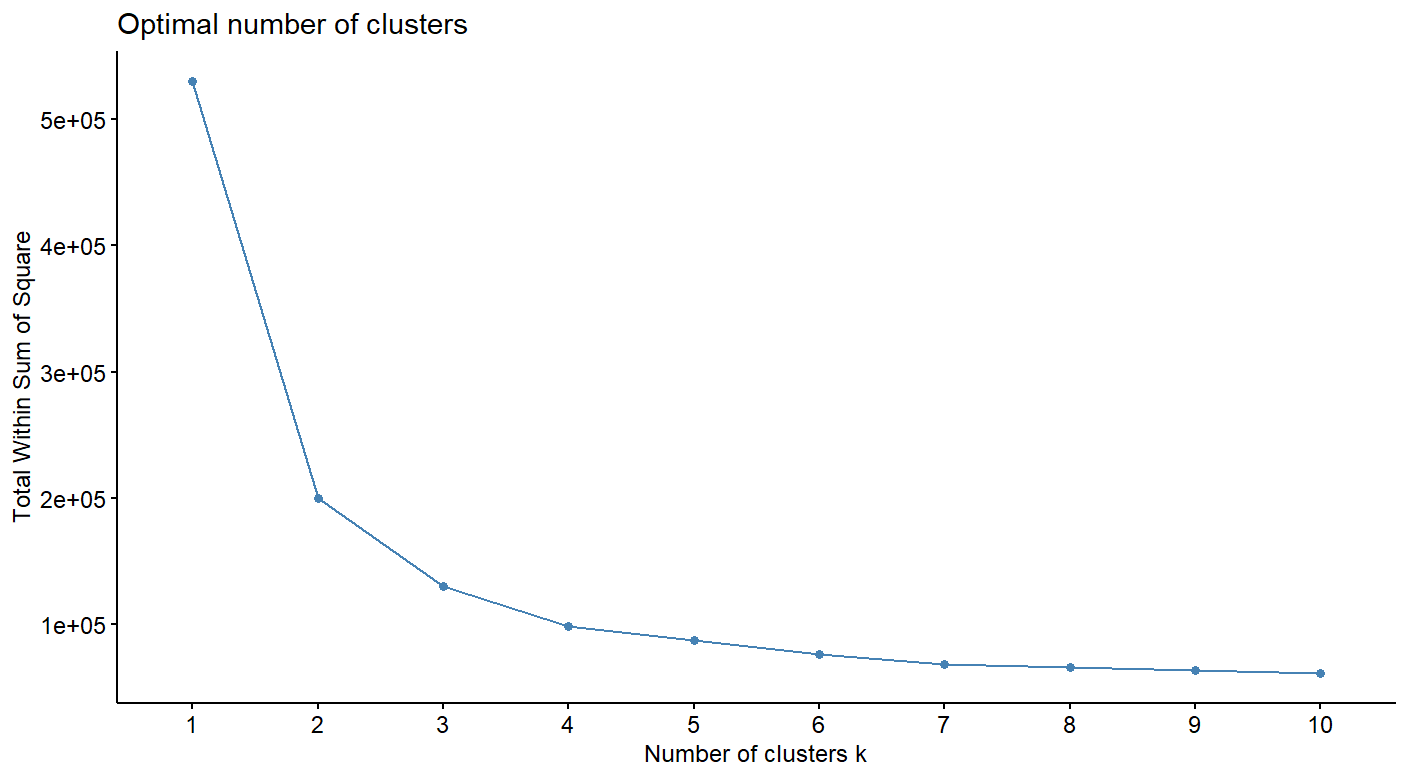 Optimal number of clusters
Total Within Sum of Square
5e+05
4e+05
3e+05
2e+05
1e+05
1 2 3 4 5 6 7 8 9 10
Number of clusters k